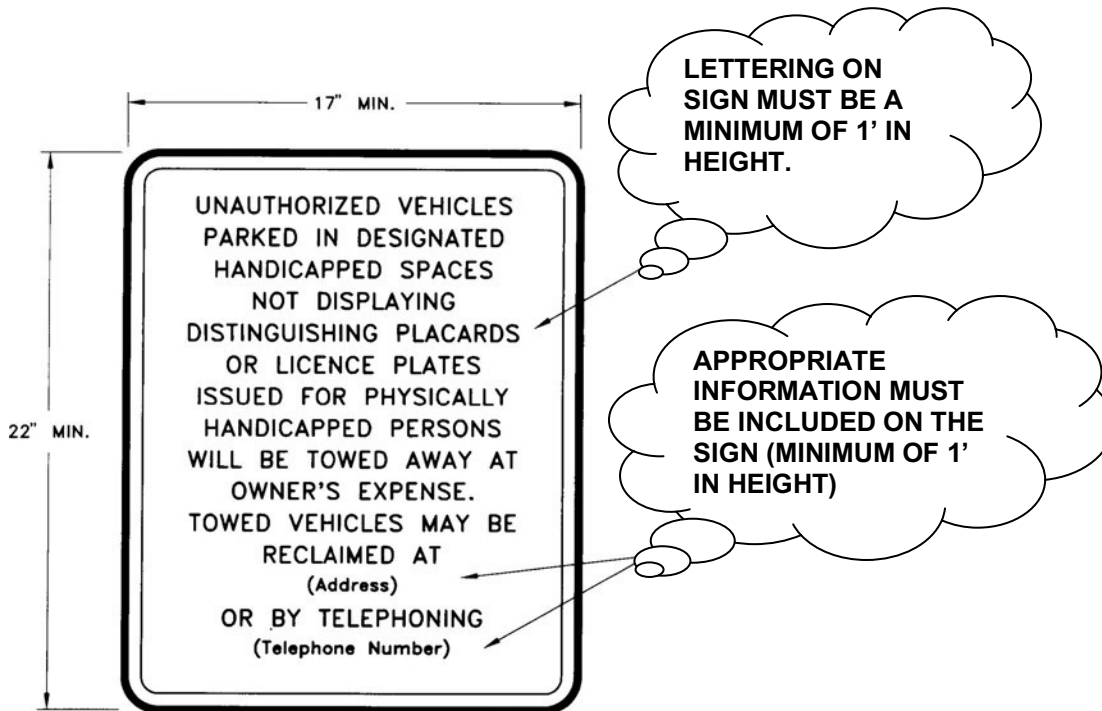 17" MIN.
22" MIN.
UNAUTHORIZED VEHICLES
PARKED IN DESIGNATED
HANDICAPPED SPACES
NOT DISPLAYING
DISTINGUISHING PLACARDS
OR LICENCE PLATES
ISSUED FOR PHYSICALLY
HANDICAPPED PERSONS
WILL BE TOWED AWAY AT
OWNER'S EXPENSE.
TOWED VEHICLES MAY BE
RECLAIMED AT
(Address)
OR BY TELEPHONING
(Telephone Number)
LETTERING ON
SIGN MUST BE A
MINIMUM OF 1’ IN
HEIGHT.
APPROPRIATE
INFORMATION MUST
BE INCLUDED ON THE
SIGN (MINIMUM OF 1’
IN HEIGHT)